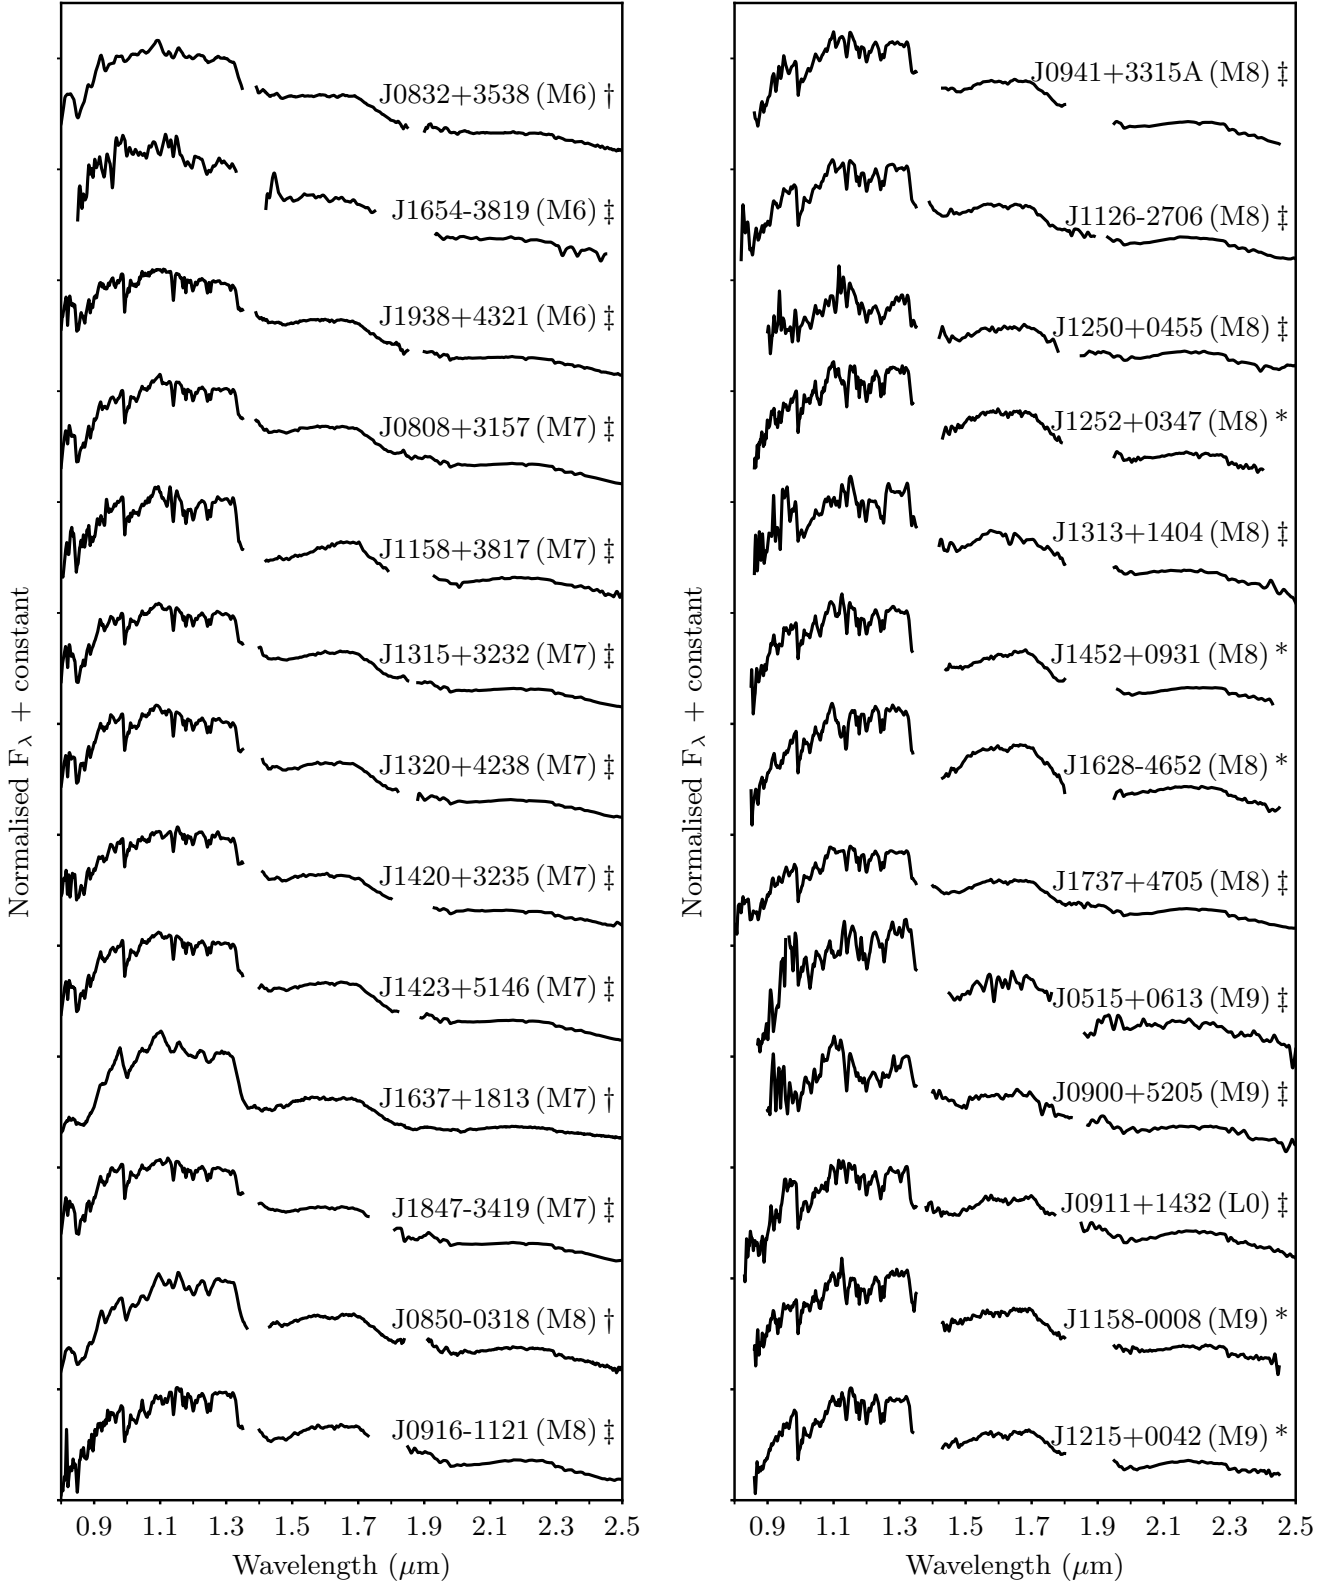 Normalised Fλ + constant
J0832+3538 (M6) †
J1654-3819 (M6) ‡
J1938+4321 (M6) ‡
J0808+3157 (M7) ‡
J1158+3817 (M7) ‡
J1315+3232 (M7) ‡
J1320+4238 (M7) ‡
J1420+3235 (M7) ‡
J1423+5146 (M7) ‡
J1637+1813 (M7) †
J1847-3419 (M7) ‡
J0850-0318 (M8) †
J0916-1121 (M8) ‡
0.9 1.1 1.3 1.5 1.7 1.9 2.1 2.3 2.5
Wavelength (μm)
Normalised Fλ + constant
J0941+3315A (M8) ‡
J1126-2706 (M8) ‡
J1250+0455 (M8) ‡
J1252+0347 (M8) *
J1313+1404 (M8) ‡
J1452+0931 (M8) *
J1628-4652 (M8) *
J1737+4705 (M8) ‡
J0515+0613 (M9) ‡
J0900+5205 (M9) ‡
J0911+1432 (L0) ‡
J1158-0008 (M9) *
J1215+0042 (M9) *
0.9 1.1 1.3 1.5 1.7 1.9 2.1 2.3 2.5
Wavelength (μm)